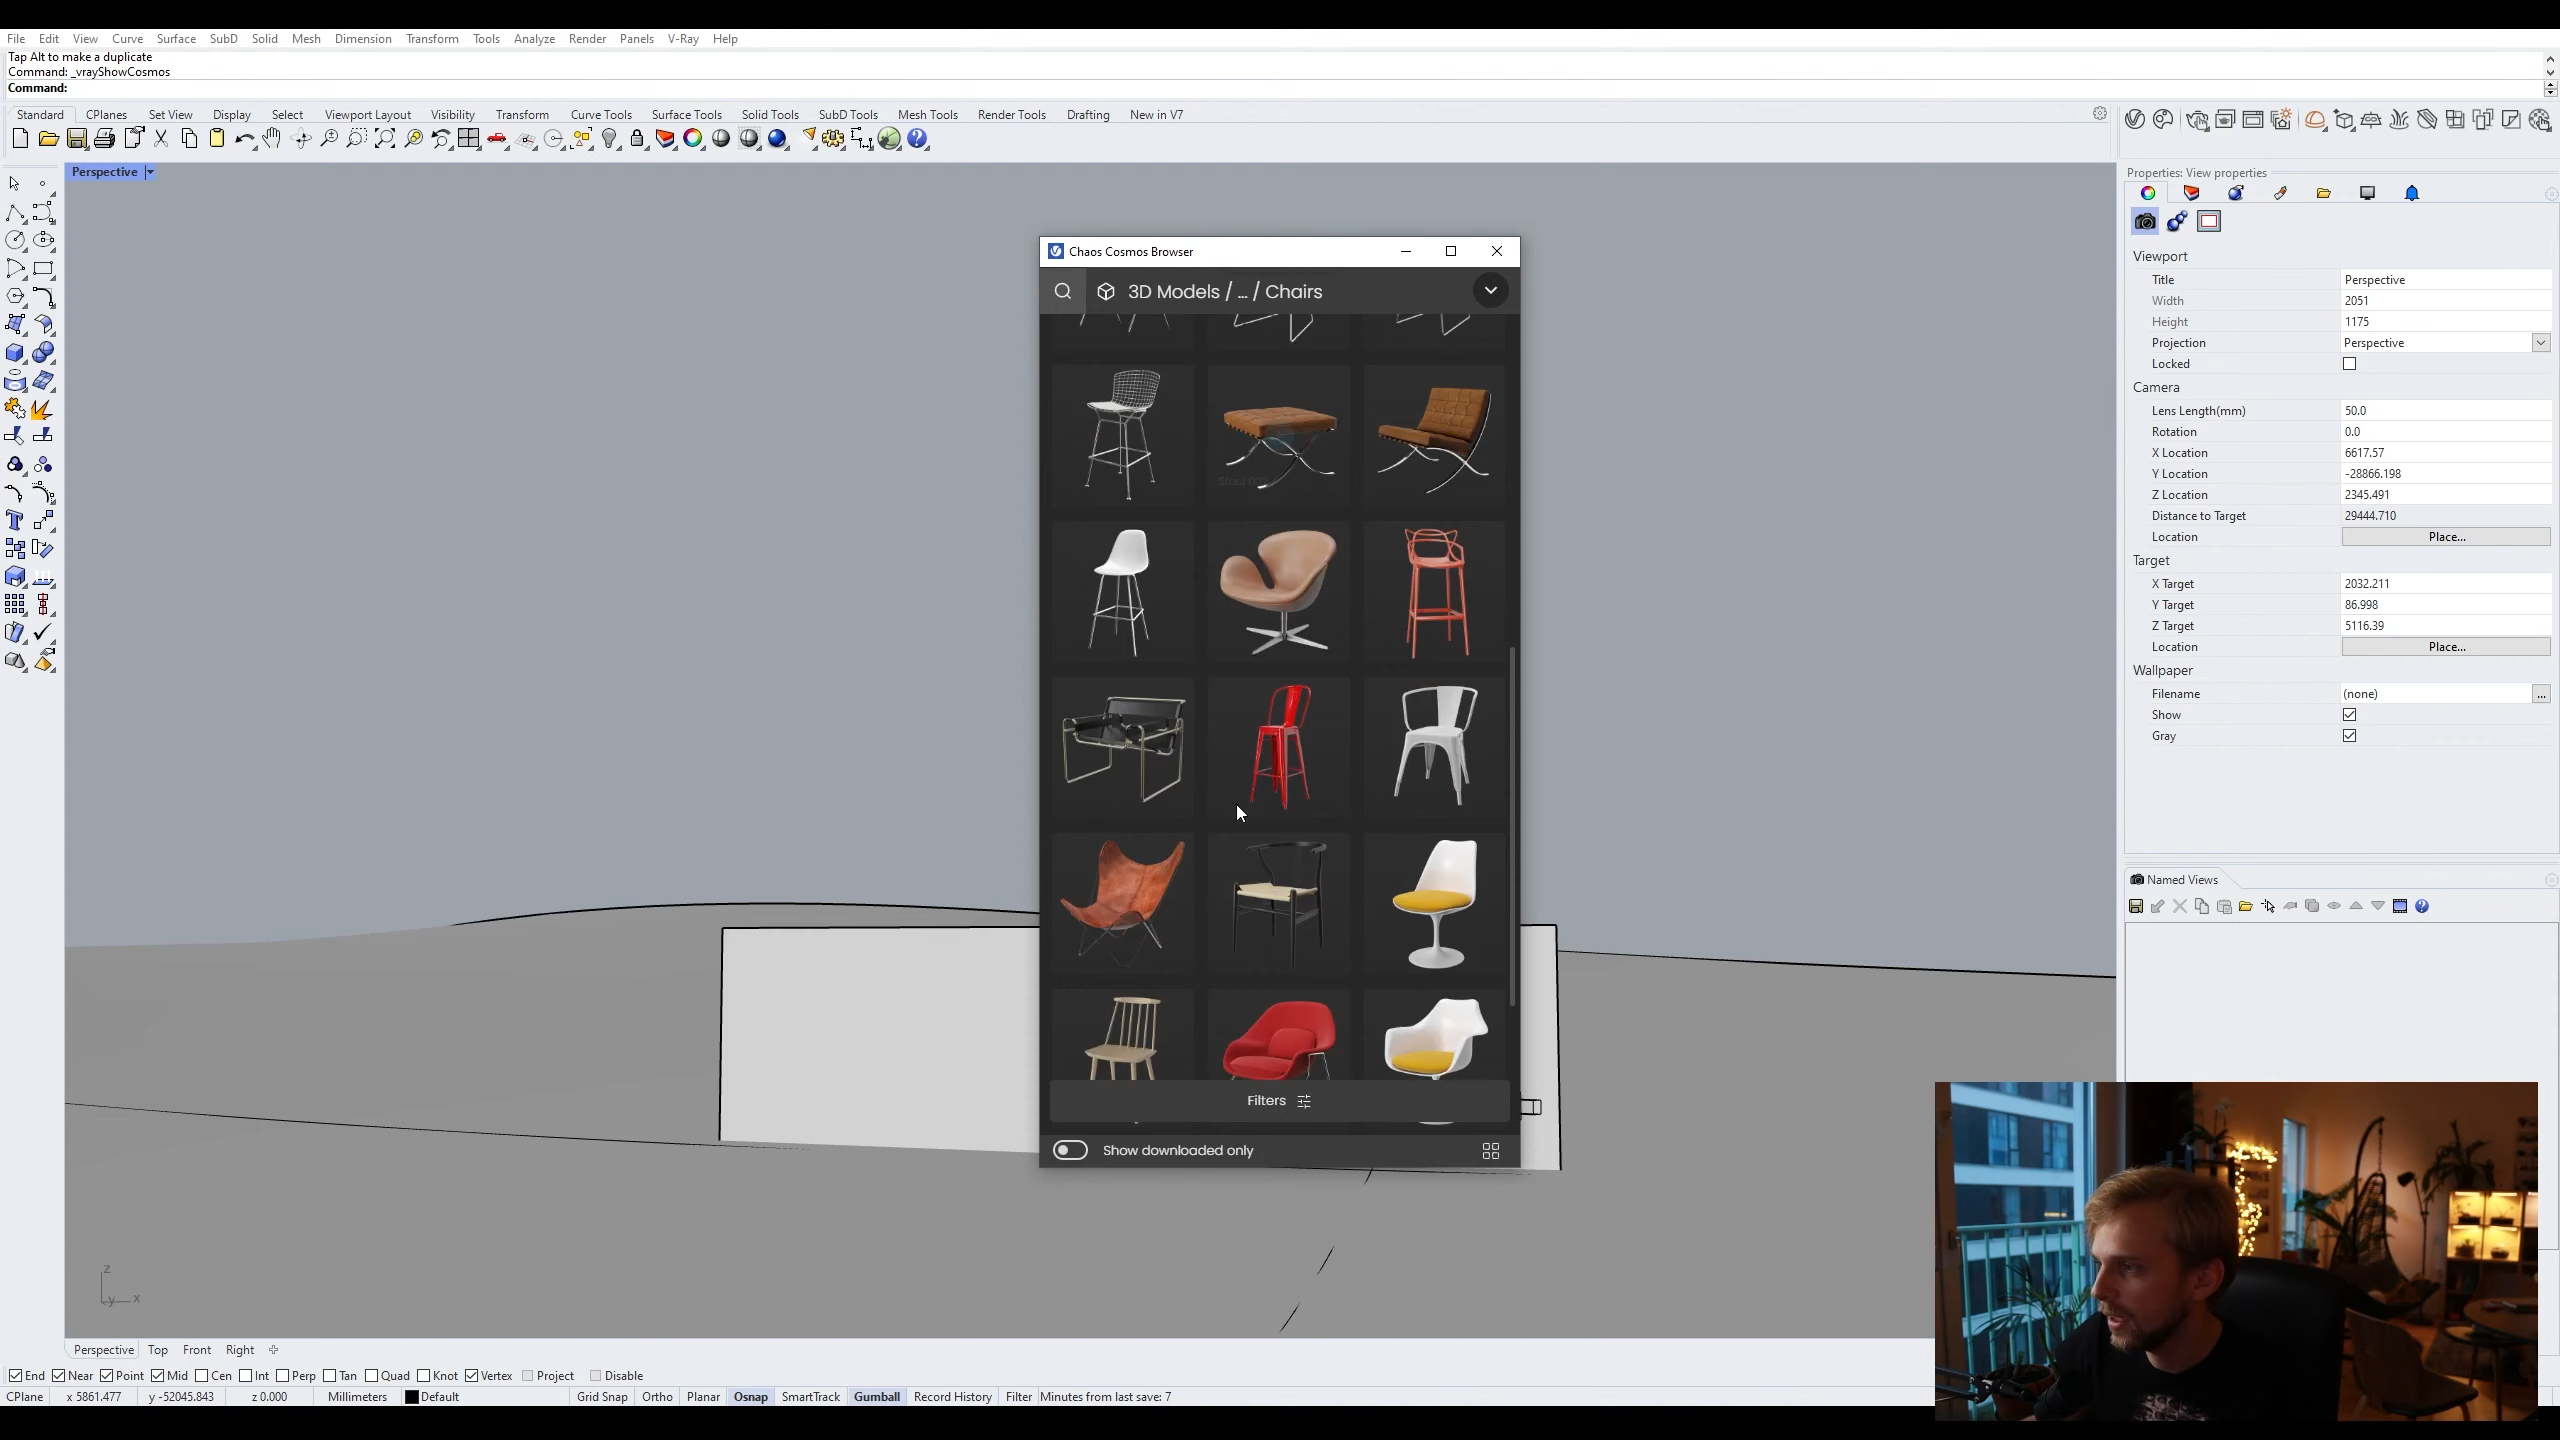 File Edit View Curve Surface SubD Solid Mesh Dimension Transform Tools Analyze Render Panels V-Ray Help
Tap Alt to make a duplicate
Command: _vrayShowCosmos
Command:
Standard CPlanes Set View Display Select Viewport Layout Visibility Transform Curve Tools Surface Tools Solid Tools SubD Tools Mesh Tools Render Tools Drafting New in V7
Perspective
Chaos Cosmos Browser
3D Models / ... / Chairs
Filters
Show downloaded only
Properties: View properties
Viewport
Title Perspective
Width 2051
Height 1175
Projection Perspective
Locked
Camera
Lens Length(mm) 50.0
Rotation 0.0
X Location 6617.57
Y Location -28866.198
Z Location 2345.491
Distance to Target 29444.710
Location Place...
Target
X Target 2032.211
Y Target 86.998
Z Target 5116.39
Location Place...
Wallpaper
Filename (none) ...
Show
Gray
Named Views
z
y x
Perspective Top Front Right
End Near Point Mid Cen Int Perp Tan Quad Knot Vertex Project Disable
CPlane x 5861.477 y -52045.843 z 0.000 Millimeters Default Grid Snap Ortho Planar Osnap SmartTrack Gumball Record History Filter Minutes from last save: 7